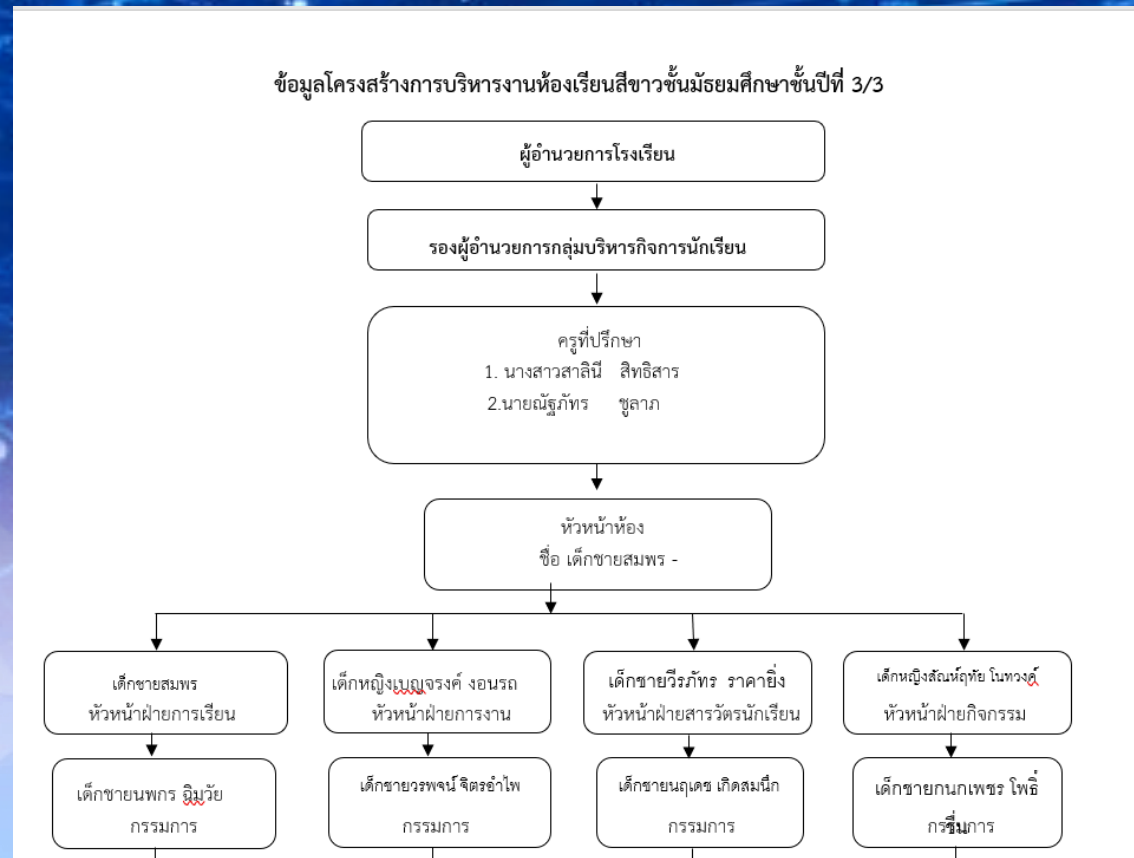 ข้อมูลโครงสร้างการบริหารงานห้องเรียนสีขาวชั้นมัธยมศึกษาชั้นปีที่ 3/3
ผู้อำนวยการโรงเรียน
รองผู้อำนวยการกลุ่มบริหารกิจการนักเรียน
ครูที่ปรึกษา
1. นางสาวสาลินี สิทธิสาร
2.นายณัฐภัทร ชูลาภ
หัวหน้าห้อง
ชื่อ เด็กชายสมพร -
เด็กชายสมพร
หัวหน้าฝ่ายการเรียน
เด็กหญิงเบญจรงค์ งอนรถ
หัวหน้าฝ่ายการงาน
เด็กชายวีรภัทร ราคายิ่ง
หัวหน้าฝ่ายสารวัตรนักเรียน
เด็กหญิงสัณห์ฤทัย โนทวงค์
หัวหน้าฝ่ายกิจกรรม
เด็กชายนพกร ฉิมวัย
กรรมการ
เด็กชายวรพจน์ จิตรอำไพ
กรรมการ
เด็กชายนฤเดช เกิดสมนึก
กรรมการ
เด็กชายกนกเพชร โพธิ์
ชื่น
กรรมการ